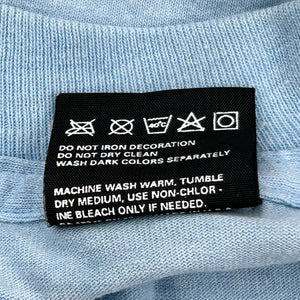 40°C
DO NOT IRON DECORATION
DO NOT DRY CLEAN
WASH DARK COLORS SEPARATELY
MACHINE WASH WARM, TUMBLE
DRY MEDIUM, USE NON-CHLOR -
INE BLEACH ONLY IF NEEDED.